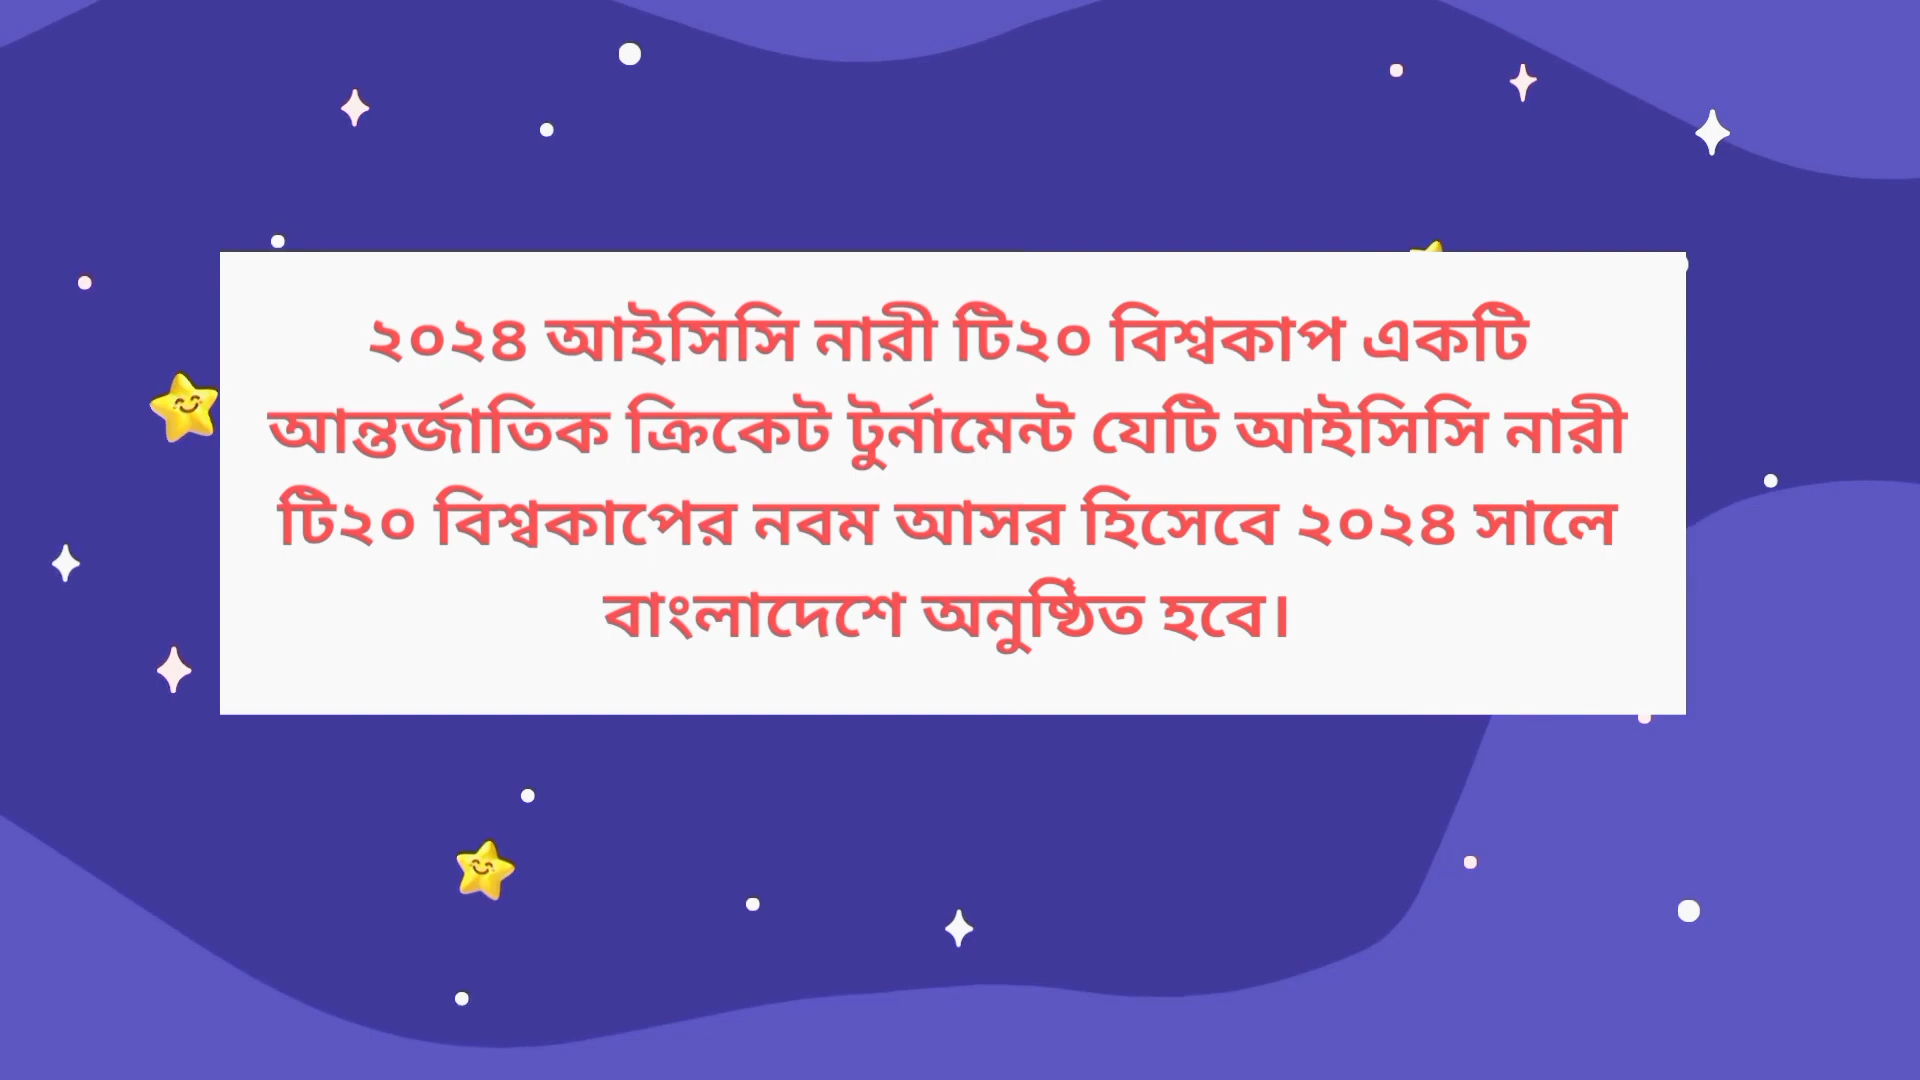 ২০২৪ আইসিসি নারী টি২০ বিশ্বকাপ একটি
আন্তর্জাতিক ক্রিকেট টুর্নামেন্ট যেটি আইসিসি নারী
টি২০ বিশ্বকাপের নবম আসর হিসেবে ২০২৪ সালে
বাংলাদেশে অনুষ্ঠিত হবে।